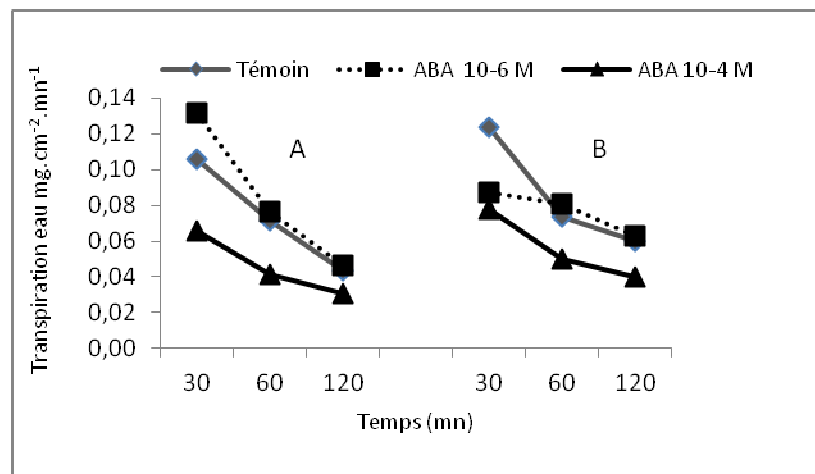 Témoin ABA 10-6 M ABA 10-4 M
Transpiration eau mg.cm⁻².mn⁻¹
0,14
0,12
0,10
0,08
0,06
0,04
0,02
0,00
A
B
30 60 120 30 60 120
Temps (mn)